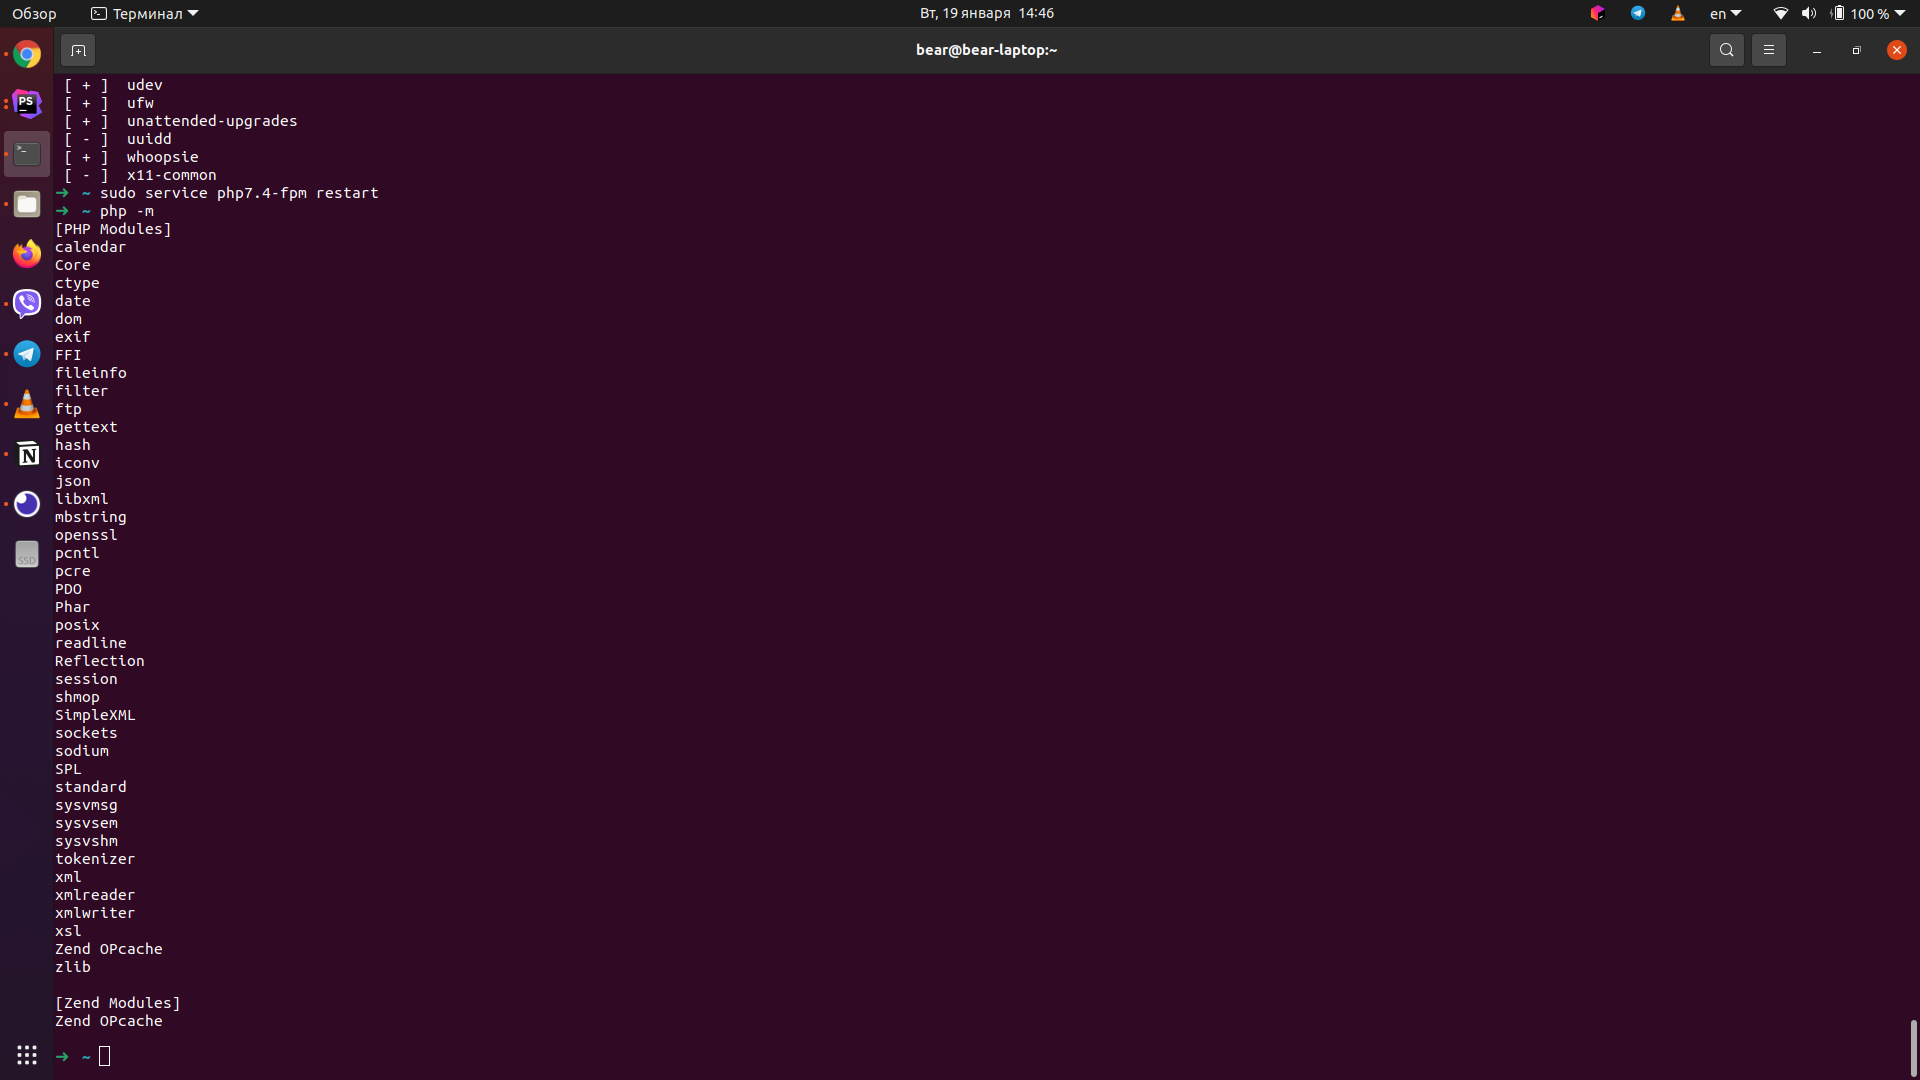 Обзор Терминал Вт, 19 января 14:46 en 100 %
bear@bear-laptop:~
[ + ] udev
[ + ] ufw
[ + ] unattended-upgrades
[ - ] uuidd
[ + ] whoopsie
[ - ] x11-common
➜ ~ sudo service php7.4-fpm restart
➜ ~ php -m
[PHP Modules]
calendar
Core
ctype
date
dom
exif
FFI
fileinfo
filter
ftp
gettext
hash
iconv
json
libxml
mbstring
openssl
pcntl
pcre
PDO
Phar
posix
readline
Reflection
session
shmop
SimpleXML
sockets
sodium
SPL
standard
sysvmsg
sysvsem
sysvshm
tokenizer
xml
xmlreader
xmlwriter
xsl
Zend OPcache
zlib
[Zend Modules]
Zend OPcache
➜ ~
PS
N
SSD